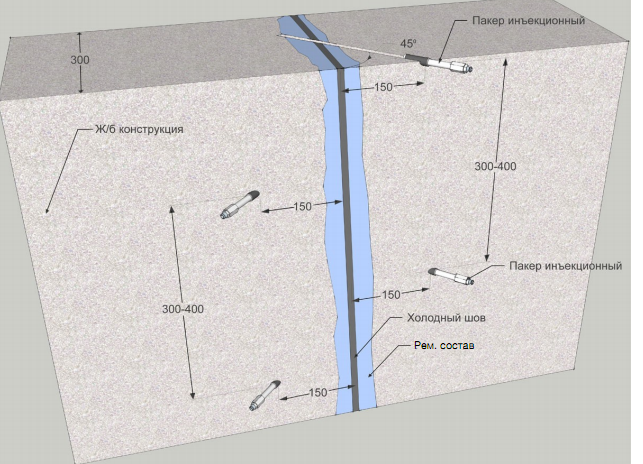 Пакер инъекционный
45°
300
150
Ж/б конструкция
300-400
150
Пакер инъекционный
150
300-400
Холодный шов
Рем. состав
150